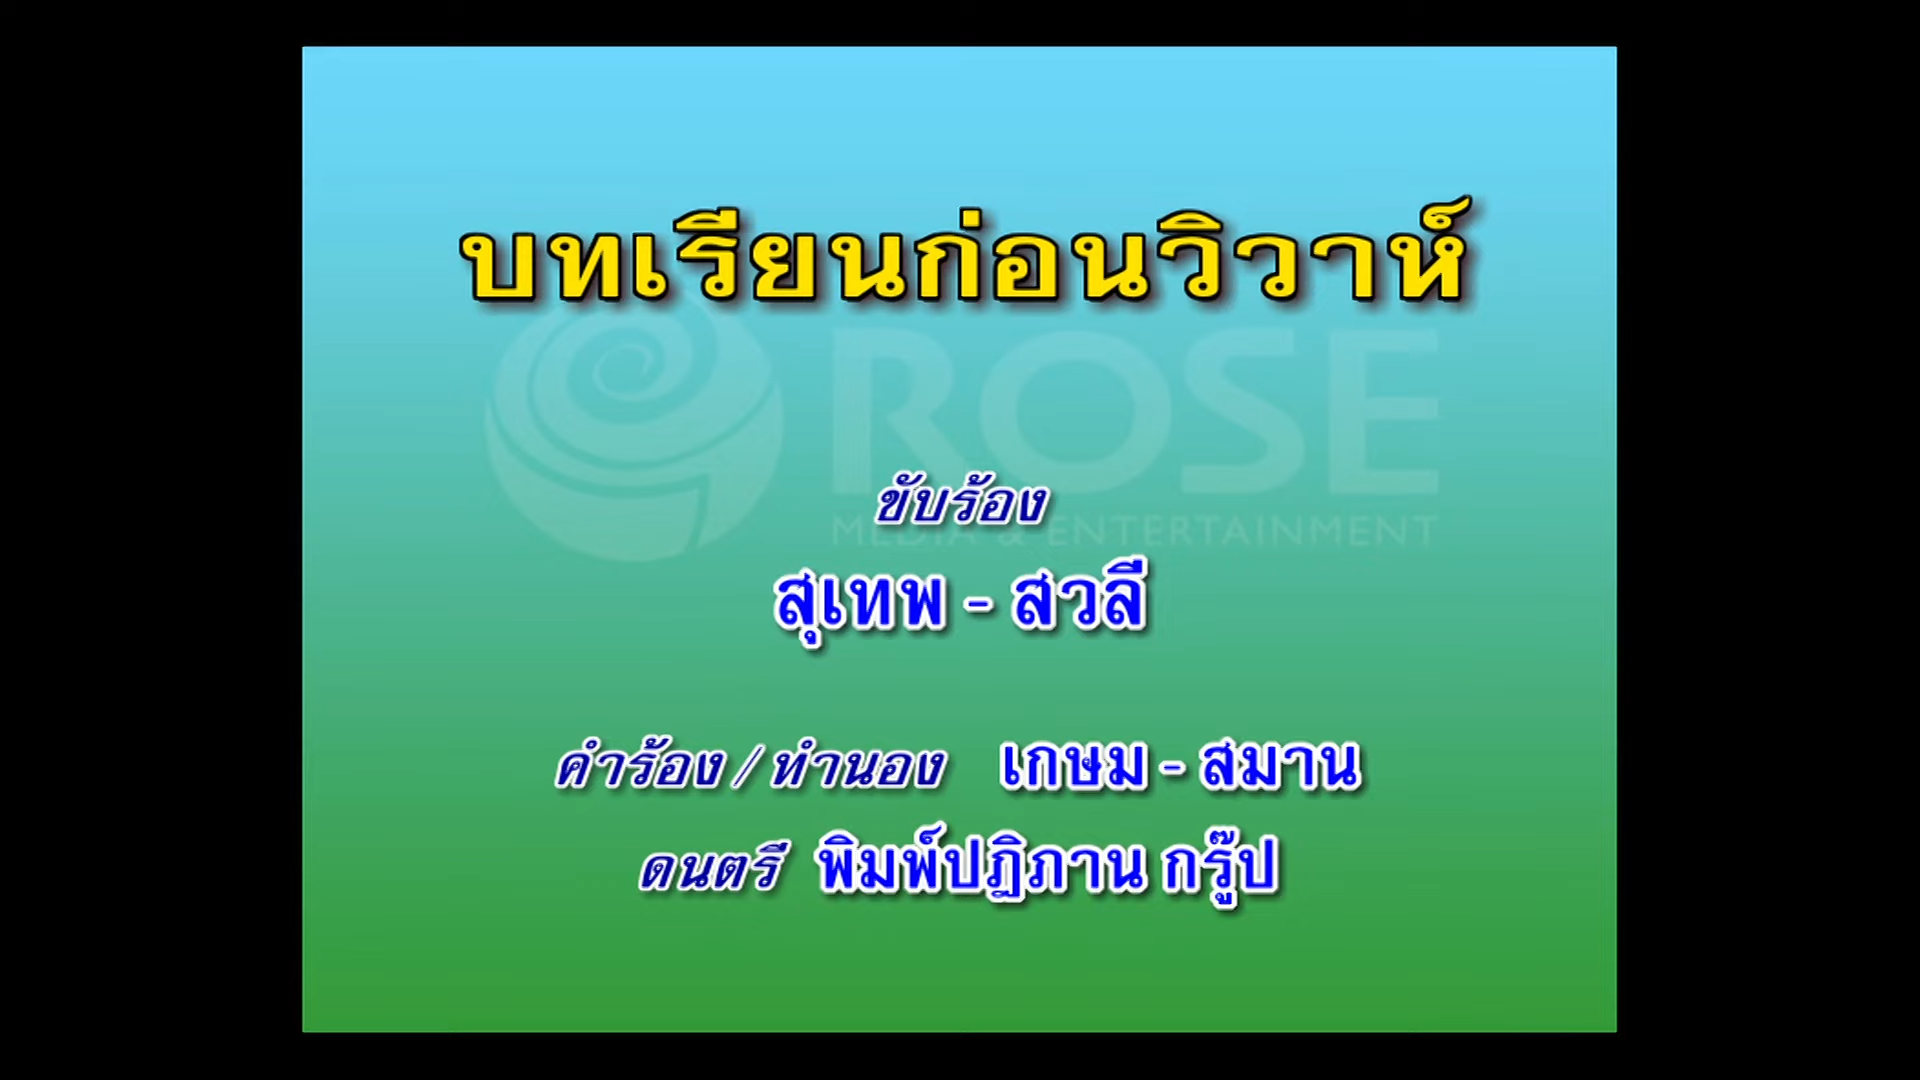 บทเรียนก่อนวิวาห์
ROSE
MEDIA & ENTERTAINMENT
ขับร้อง
สุเทพ - สวลี
คำร้อง / ทำนอง เกษม - สมาน
ดนตรี พิมพ์ปฎิภาน กรุ๊ป